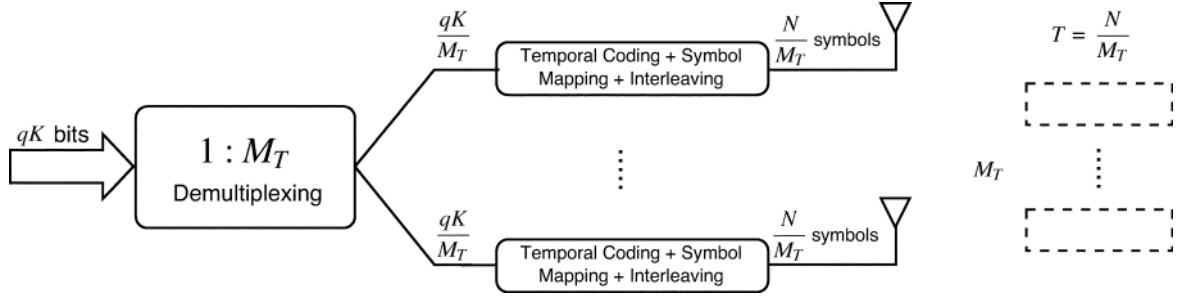 qK bits
1 : M_T
Demultiplexing
qK/M_T
Temporal Coding + Symbol
Mapping + Interleaving
N/M_T symbols
qK/M_T
Temporal Coding + Symbol
Mapping + Interleaving
N/M_T symbols
T = N/M_T
M_T